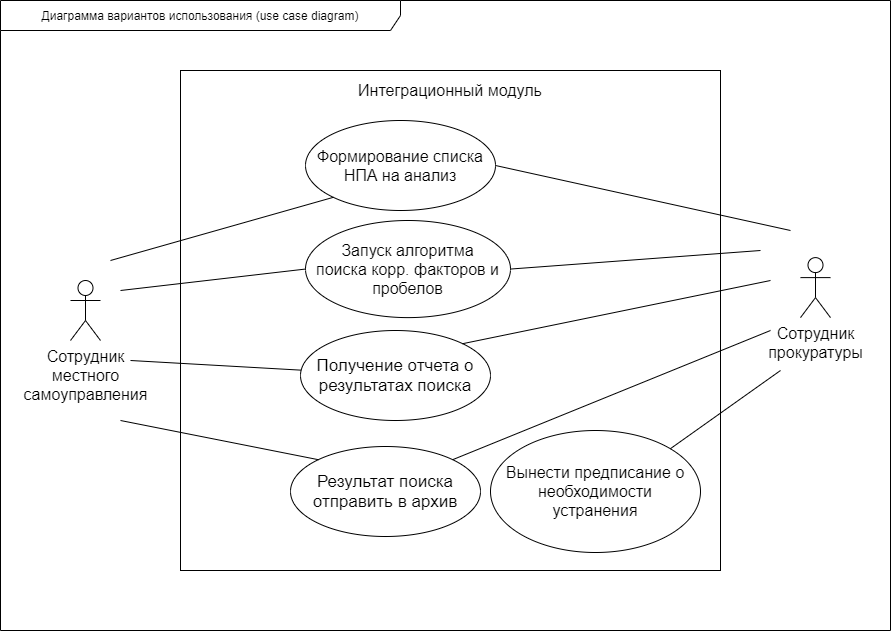 Диаграмма вариантов использования (use case diagram)
Интеграционный модуль
Формирование списка
НПА на анализ
Запуск алгоритма
поиска корр. факторов и
пробелов
Сотрудник
местного
самоуправления
Сотрудник
прокуратуры
Получение отчета о
результатах поиска
Результат поиска
отправить в архив
Вынести предписание о
необходимости
устранения